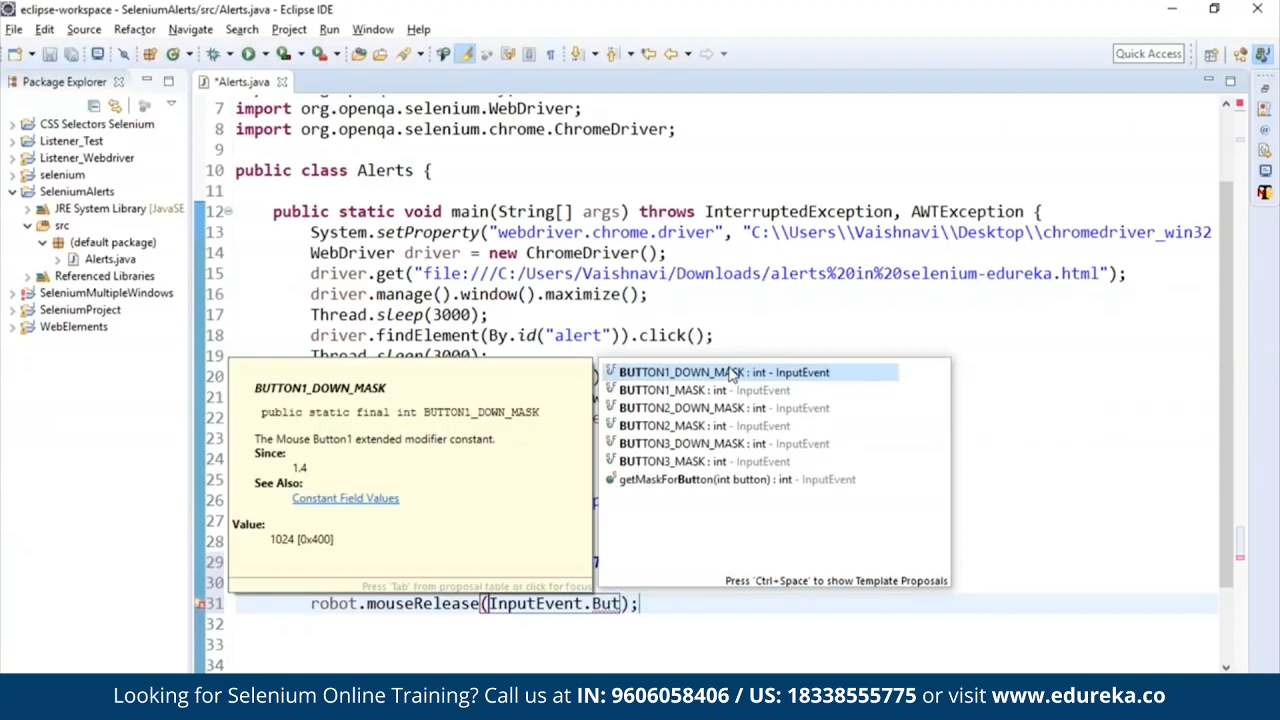 eclipse-workspace - SeleniumAlerts/src/Alerts.java - Eclipse IDE
File Edit Source Refactor Navigate Search Project Run Window Help
Quick Access
Package Explorer
*Alerts.java
CSS Selectors Selenium
Listener_Test
Listener_Webdriver
selenium
SeleniumAlerts
JRE System Library [JavaSE
src
(default package)
Alerts.java
Referenced Libraries
SeleniumMultipleWindows
SeleniumProject
WebElements
7 import org.openqa.selenium.WebDriver;
8 import org.openqa.selenium.chrome.ChromeDriver;
9
10 public class Alerts {
11
12 public static void main(String[] args) throws InterruptedException, AWTException {
13 System.setProperty("webdriver.chrome.driver", "C:\\Users\\Vaishnavi\\Desktop\\chromedriver_win32
14 WebDriver driver = new ChromeDriver();
15 driver.get("file:///C:/Users/Vaishnavi/Downloads/alerts%20in%20selenium-edureka.html");
16 driver.manage().window().maximize();
17 Thread.sleep(3000);
18 driver.findElement(By.id("alert")).click();
19 Thread.sleep(3000);
20
21
22
23
24
25
26
27
28
29
30
31 robot.mouseRelease(InputEvent.But);
32
33
34
BUTTON1_DOWN_MASK
public static final int BUTTON1_DOWN_MASK
The Mouse Button1 extended modifier constant.
Since:
1.4
See Also:
Constant Field Values
Value:
1024 [0x400]
Press 'Tab' from proposal table or click for focus
BUTTON1_DOWN_MASK : int - InputEvent
BUTTON1_MASK : int - InputEvent
BUTTON2_DOWN_MASK : int - InputEvent
BUTTON2_MASK : int - InputEvent
BUTTON3_DOWN_MASK : int - InputEvent
BUTTON3_MASK : int - InputEvent
getMaskForButton(int button) : int - InputEvent
Press 'Ctrl+Space' to show Template Proposals
Looking for Selenium Online Training? Call us at IN: 9606058406 / US: 18338555775 or visit www.edureka.co